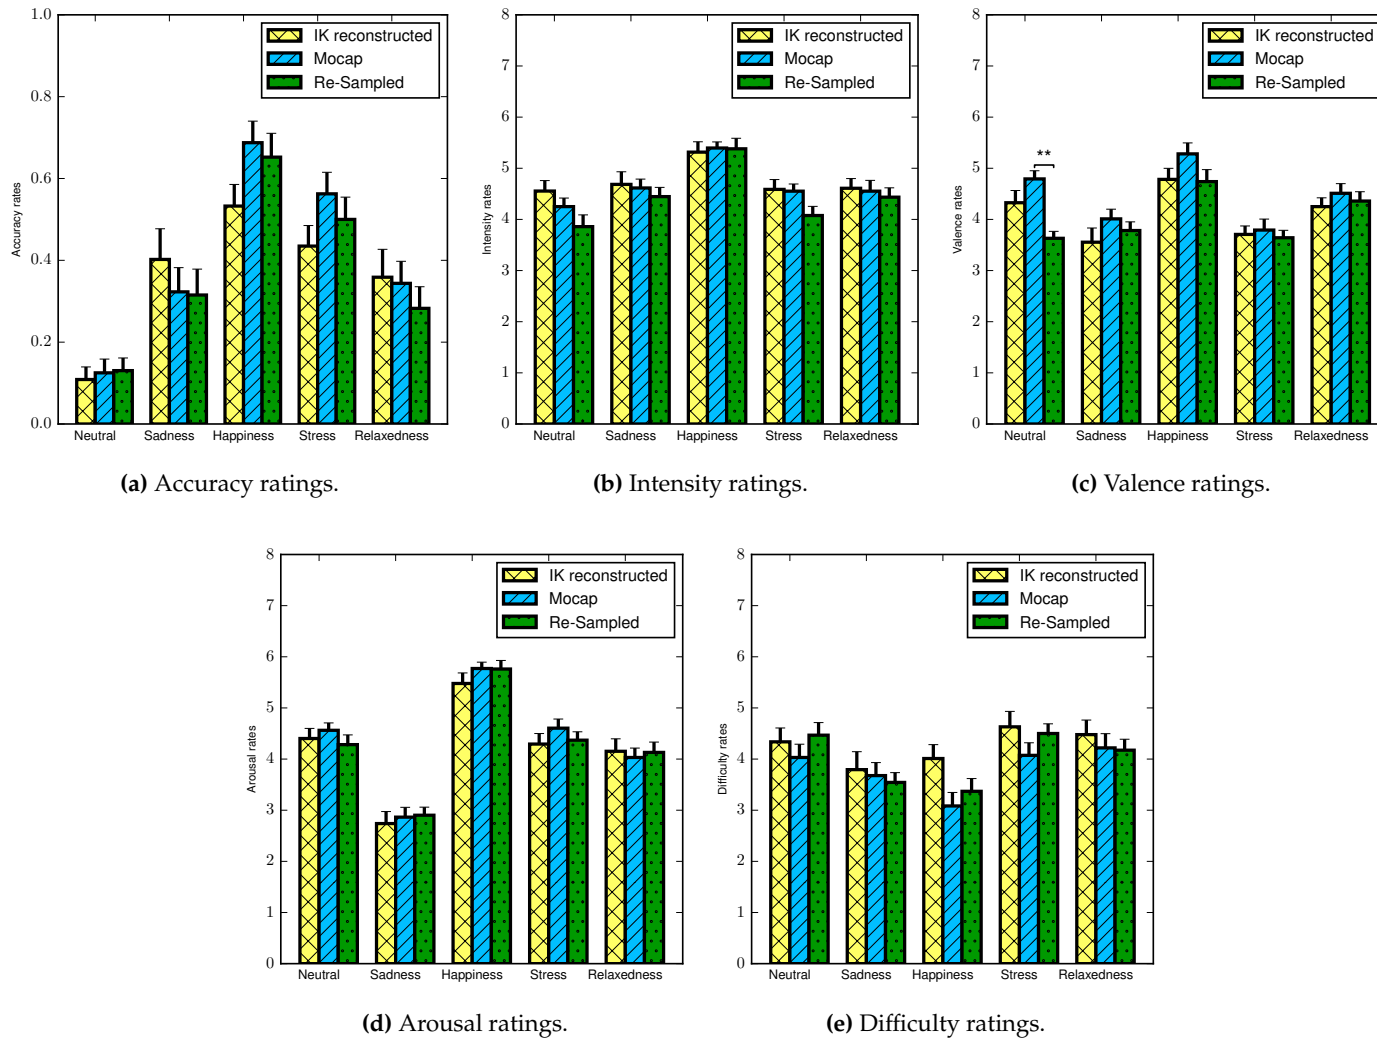 1.0
0.8
0.6
0.4
0.2
0.0
Accuracy rates
IK reconstructed
Mocap
Re-Sampled
Neutral Sadness Happiness Stress Relaxedness
(a) Accuracy ratings.
8
7
6
5
4
3
2
1
0
Intensity rates
IK reconstructed
Mocap
Re-Sampled
Neutral Sadness Happiness Stress Relaxedness
(b) Intensity ratings.
8
7
6
5
4
3
2
1
0
Valence rates
IK reconstructed
Mocap
Re-Sampled
**
Neutral Sadness Happiness Stress Relaxedness
(c) Valence ratings.
8
7
6
5
4
3
2
1
0
Arousal rates
IK reconstructed
Mocap
Re-Sampled
Neutral Sadness Happiness Stress Relaxedness
(d) Arousal ratings.
8
7
6
5
4
3
2
1
0
Difficulty rates
IK reconstructed
Mocap
Re-Sampled
Neutral Sadness Happiness Stress Relaxedness
(e) Difficulty ratings.